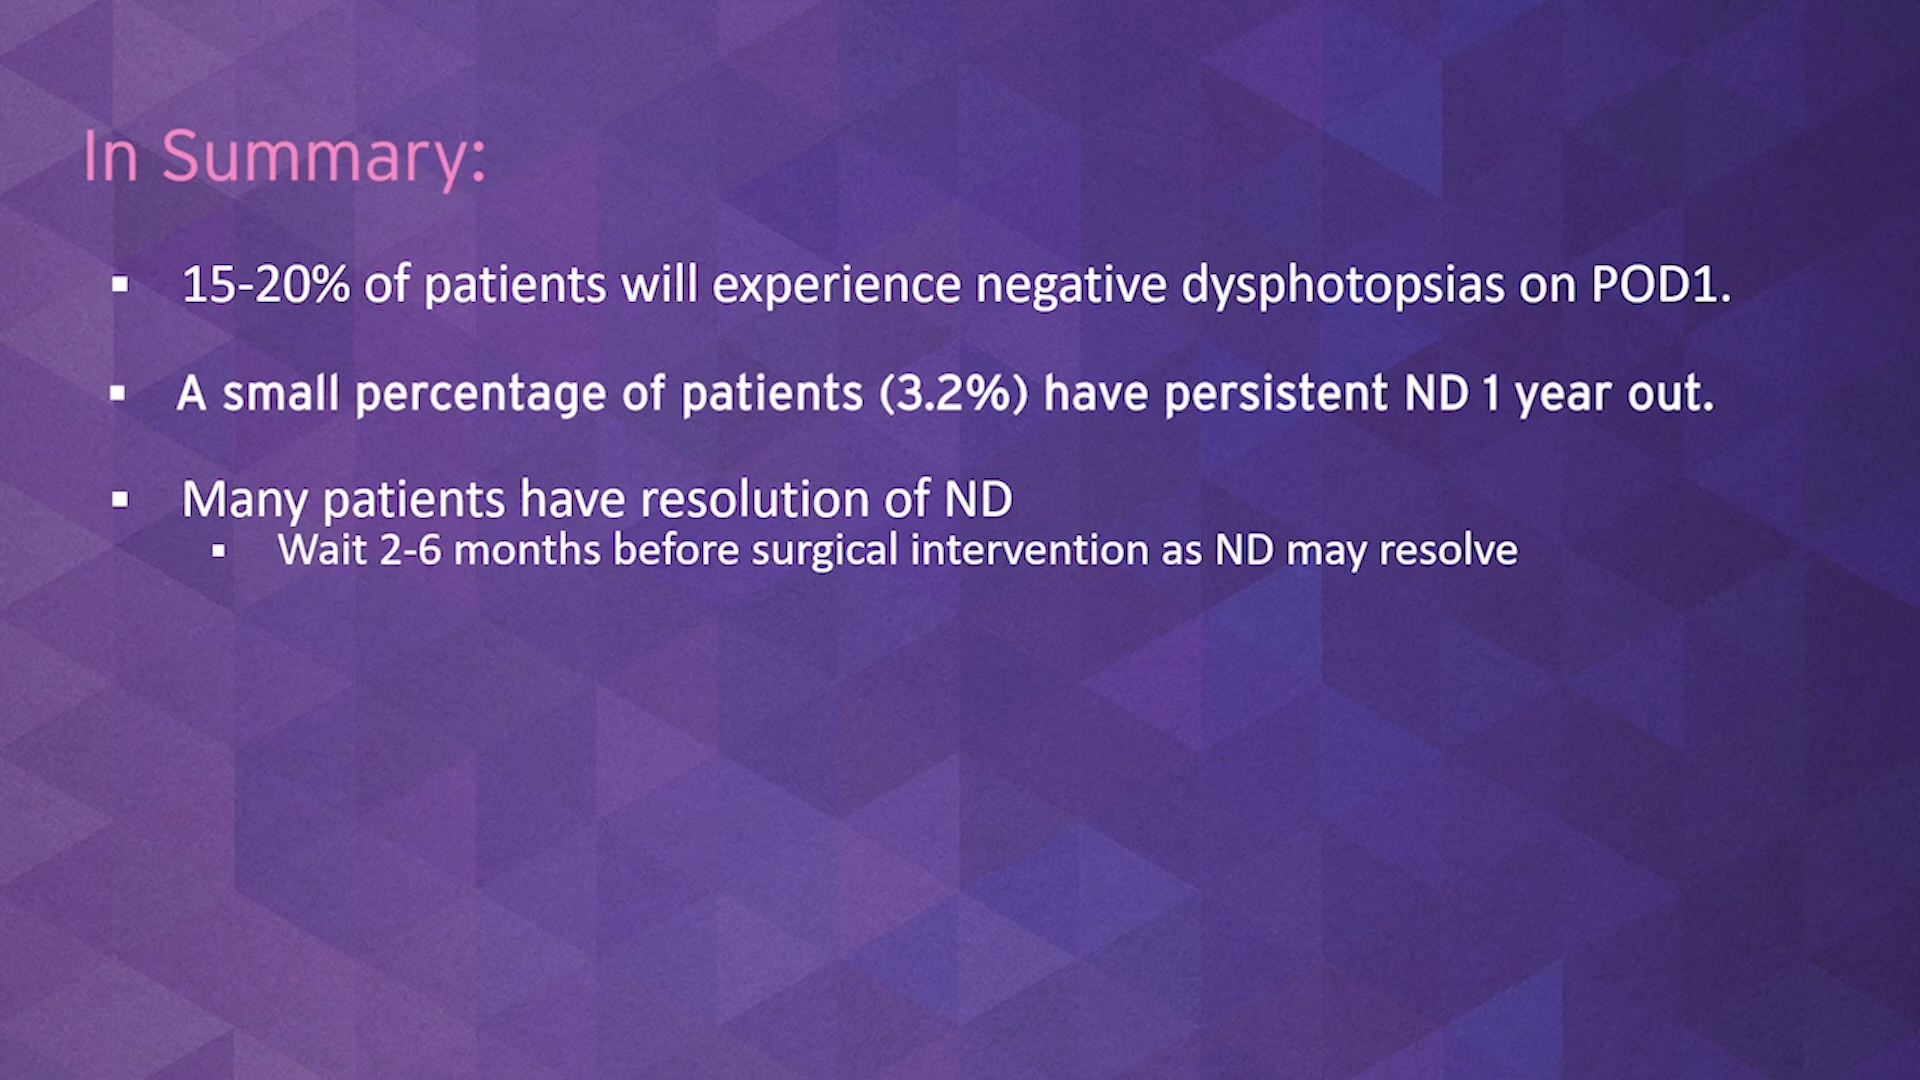 In Summary:
▪ 15-20% of patients will experience negative dysphotopsias on POD1.
▪ A small percentage of patients (3.2%) have persistent ND 1 year out.
▪ Many patients have resolution of ND
▪ Wait 2-6 months before surgical intervention as ND may resolve